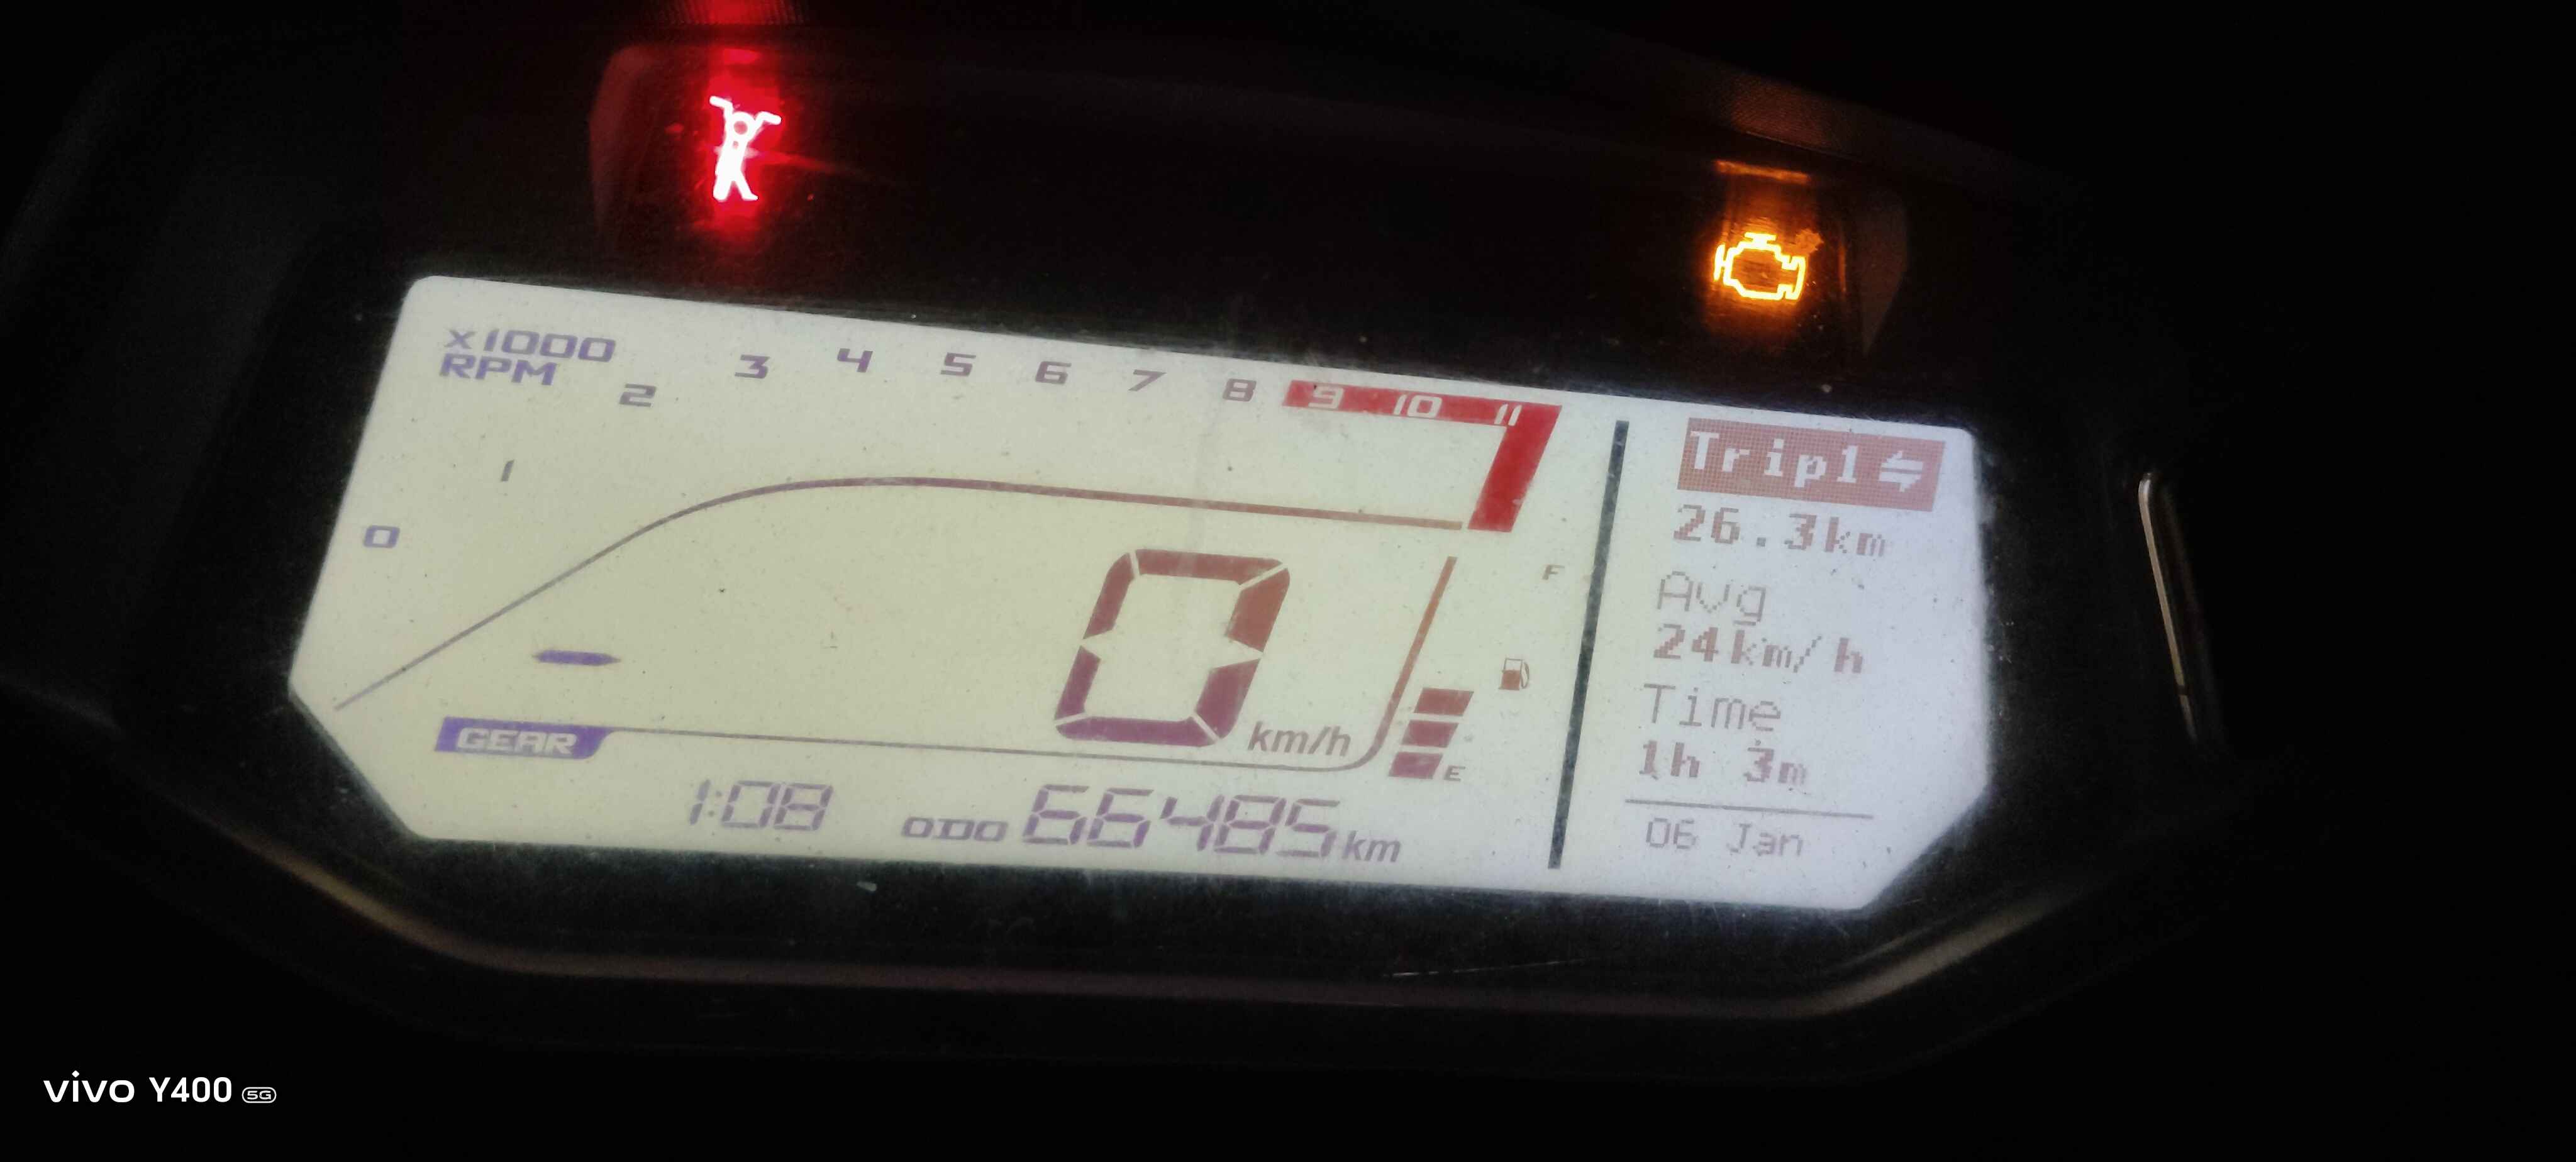 x1000
RPM
0 1 2 3 4 5 6 7 8 9 10 11
Trip1
26.3km
Avg
24km/h
Time
1h 3m
06 Jan
F
0 km/h
E
GEAR
1:08 ODO 66485km
vivo Y400 5G